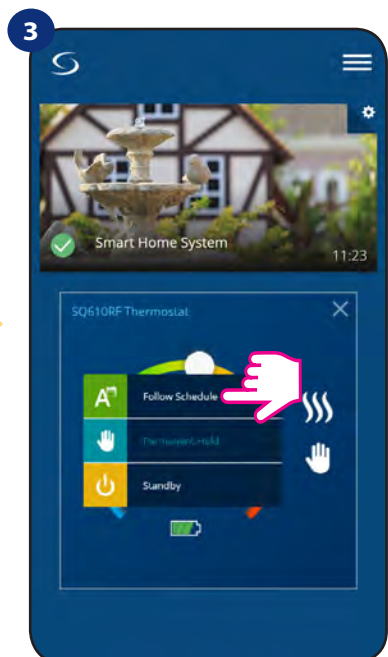 3
Smart Home System
11:23
SQ610RF Thermostat
A
Follow Schedule
Permanent Hold
Standby